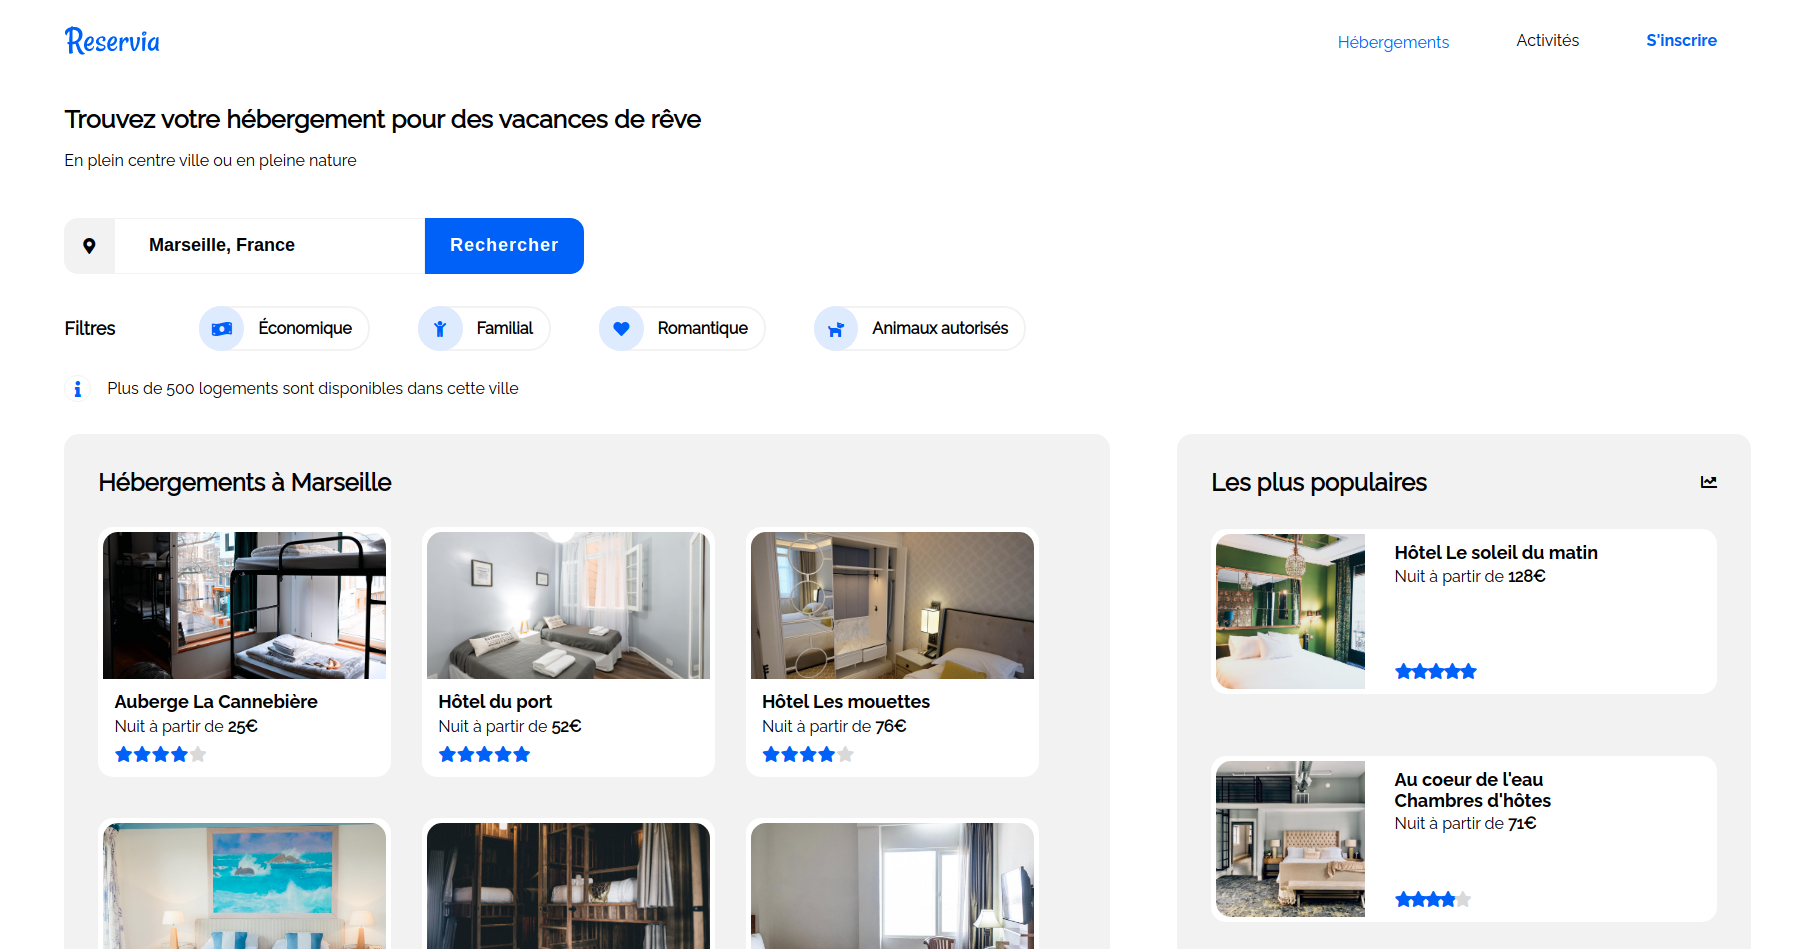 Reservia
Hébergements
Activités
S'inscrire
Trouvez votre hébergement pour des vacances de rêve
En plein centre ville ou en pleine nature
Marseille, France
Rechercher
Filtres
Économique
Familial
Romantique
Animaux autorisés
Plus de 500 logements sont disponibles dans cette ville
Hébergements à Marseille
Auberge La Cannebière
Nuit à partir de 25€
Hôtel du port
Nuit à partir de 52€
Hôtel Les mouettes
Nuit à partir de 76€
Les plus populaires
Hôtel Le soleil du matin
Nuit à partir de 128€
Au coeur de l'eau
Chambres d'hôtes
Nuit à partir de 71€